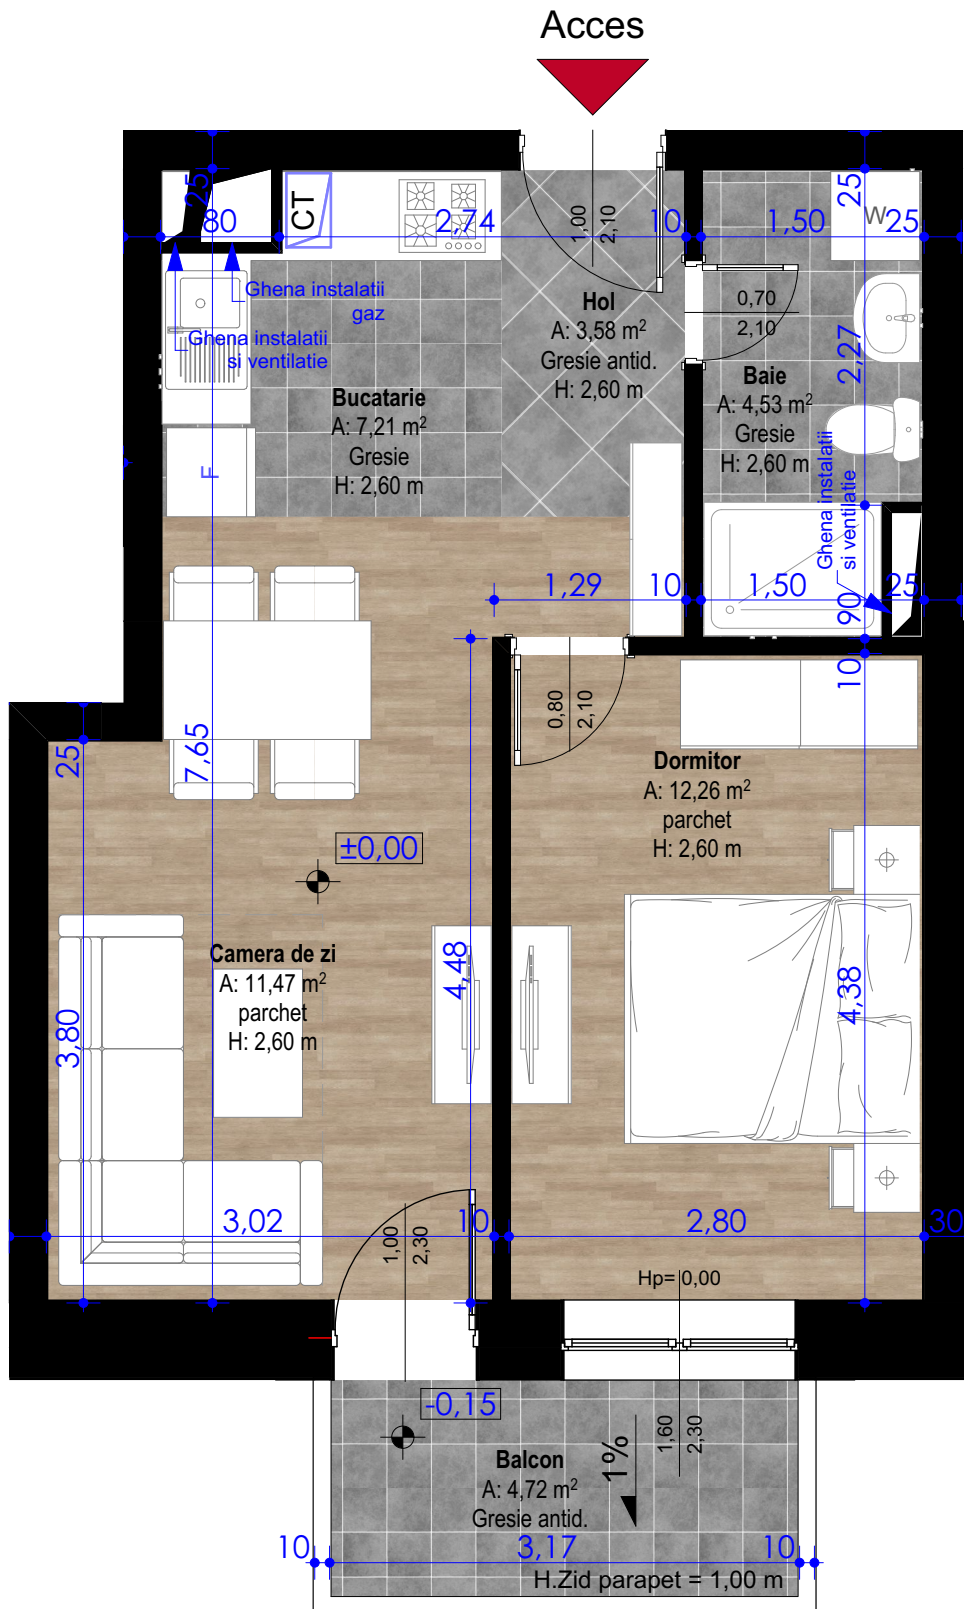 Acces
25
80
CT
2,74
1,00
2,10
10
1,50
25
W
25
Ghena instalatii
gaz
Ghena instalatii
si ventilatie
Hol
A: 3,58 m²
Gresie antid.
H: 2,60 m
0,70
2,10
2,27
Bucatarie
A: 7,21 m²
Gresie
H: 2,60 m
Baie
A: 4,53 m²
Gresie
H: 2,60 m
F
Ghena instalatii
si ventilatie
1,29
10
1,50
25
90
10
0,80
2,10
25
7,65
Dormitor
A: 12,26 m²
parchet
H: 2,60 m
±0,00
Camera de zi
A: 11,47 m²
parchet
H: 2,60 m
4,48
4,38
3,80
3,02
10
1,00
2,30
2,80
30
Hp= 0,00
-0,15
1,60
2,30
Balcon
A: 4,72 m²
Gresie antid.
1%
10
3,17
10
H.Zid parapet = 1,00 m